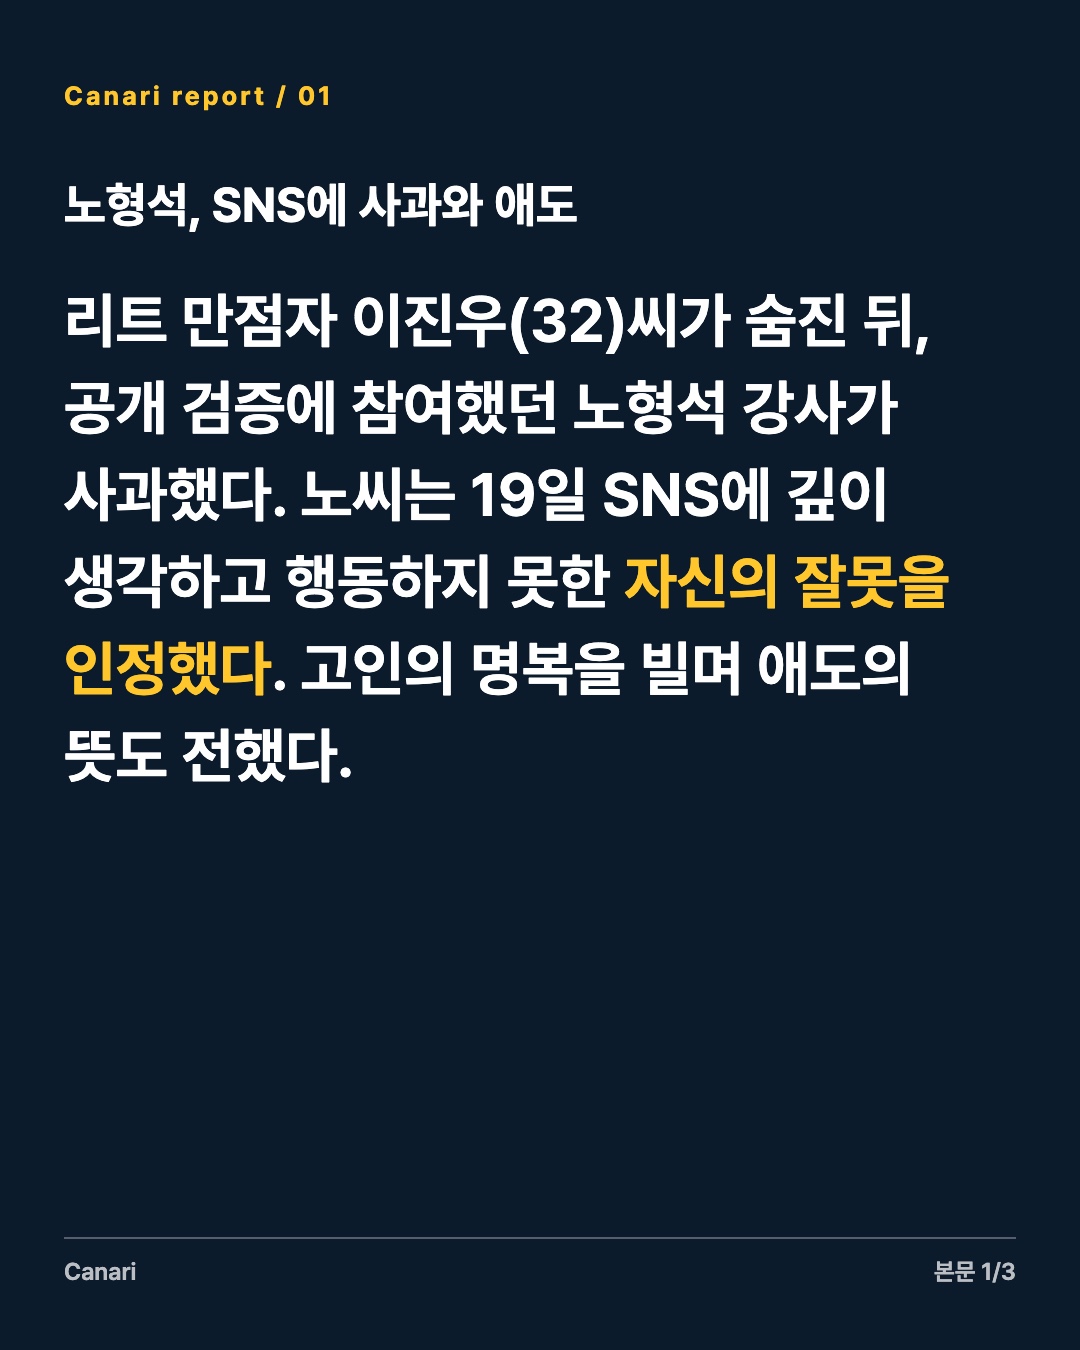 Canari report / 01
노형석, SNS에 사과와 애도
리트 만점자 이진우(32)씨가 숨진 뒤,
공개 검증에 참여했던 노형석 강사가
사과했다. 노씨는 19일 SNS에 깊이
생각하고 행동하지 못한 자신의 잘못을
인정했다. 고인의 명복을 빌며 애도의
뜻도 전했다.
Canari
본문 1/3